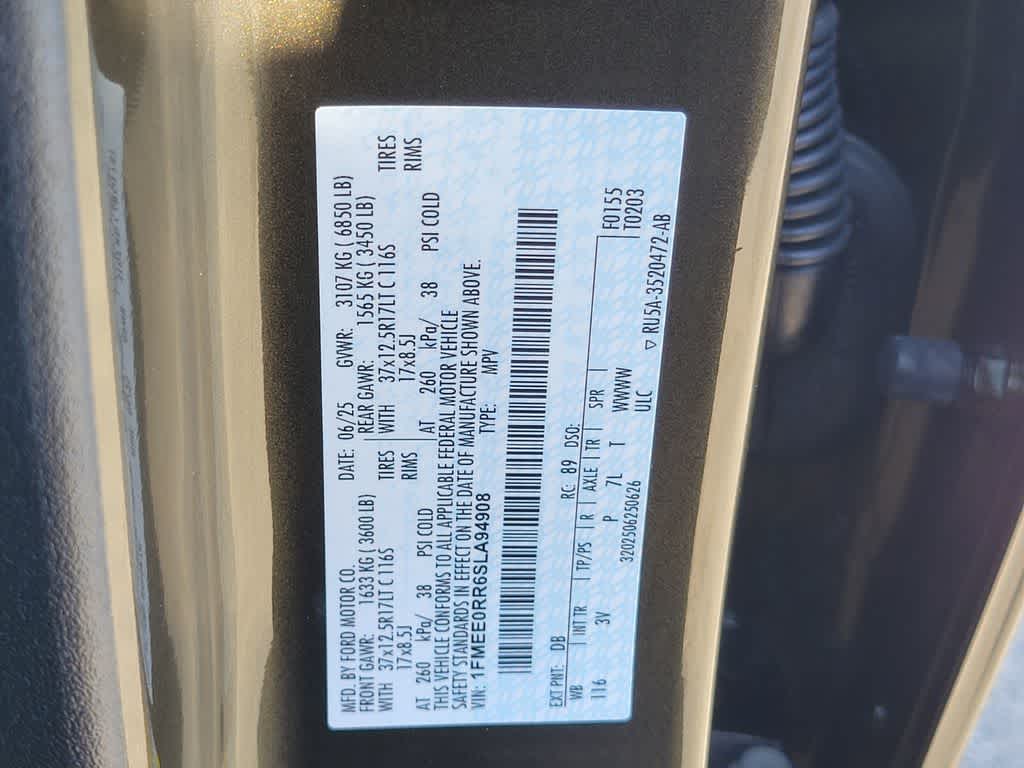 MFD. BY FORD MOTOR CO. DATE: 06/25 GVWR: 3107 KG ( 6850 LB)
FRONT GAWR: 1633 KG ( 3600 LB) REAR GAWR: 1565 KG ( 3450 LB)
WITH 37x12.5R17LT C 116S TIRES WITH 37x12.5R17LT C 116S TIRES
17x8.5J RIMS 17x8.5J RIMS
AT 260 kPa/ 38 PSI COLD AT 260 kPa/ 38 PSI COLD
THIS VEHICLE CONFORMS TO ALL APPLICABLE FEDERAL MOTOR VEHICLE
SAFETY STANDARDS IN EFFECT ON THE DATE OF MANUFACTURE SHOWN ABOVE.
VIN: 1FMEE0RR6SLA94908 TYPE: MPV
EXT PNT: DB RC: 89 DSO: F0155
WB INT TR TP/PS R AXLE TR SPR T0203
116 3V P 7L T WWWW
ULC
3202506250626 ▽ RU5A-3520472-AB